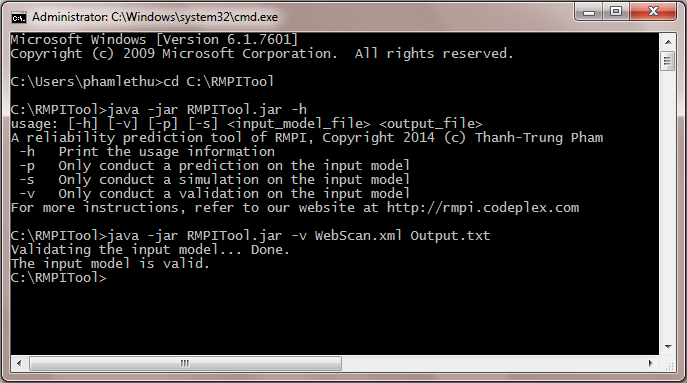 Administrator: C:\Windows\system32\cmd.exe
Microsoft Windows [Version 6.1.7601]
Copyright (c) 2009 Microsoft Corporation.  All rights reserved.
C:\Users\phamlethu>cd C:\RMPITool
C:\RMPITool>java -jar RMPITool.jar -h
usage: [-h] [-v] [-p] [-s] <input_model_file> <output_file>
A reliability prediction tool of RMPI, Copyright 2014 (c) Thanh-Trung Pham
 -h   Print the usage information
 -p   Only conduct a prediction on the input model
 -s   Only conduct a simulation on the input model
 -v   Only conduct a validation on the input model
For more instructions, refer to our website at http://rmpi.codeplex.com
C:\RMPITool>java -jar RMPITool.jar -v WebScan.xml Output.txt
Validating the input model... Done.
The input model is valid.
C:\RMPITool>